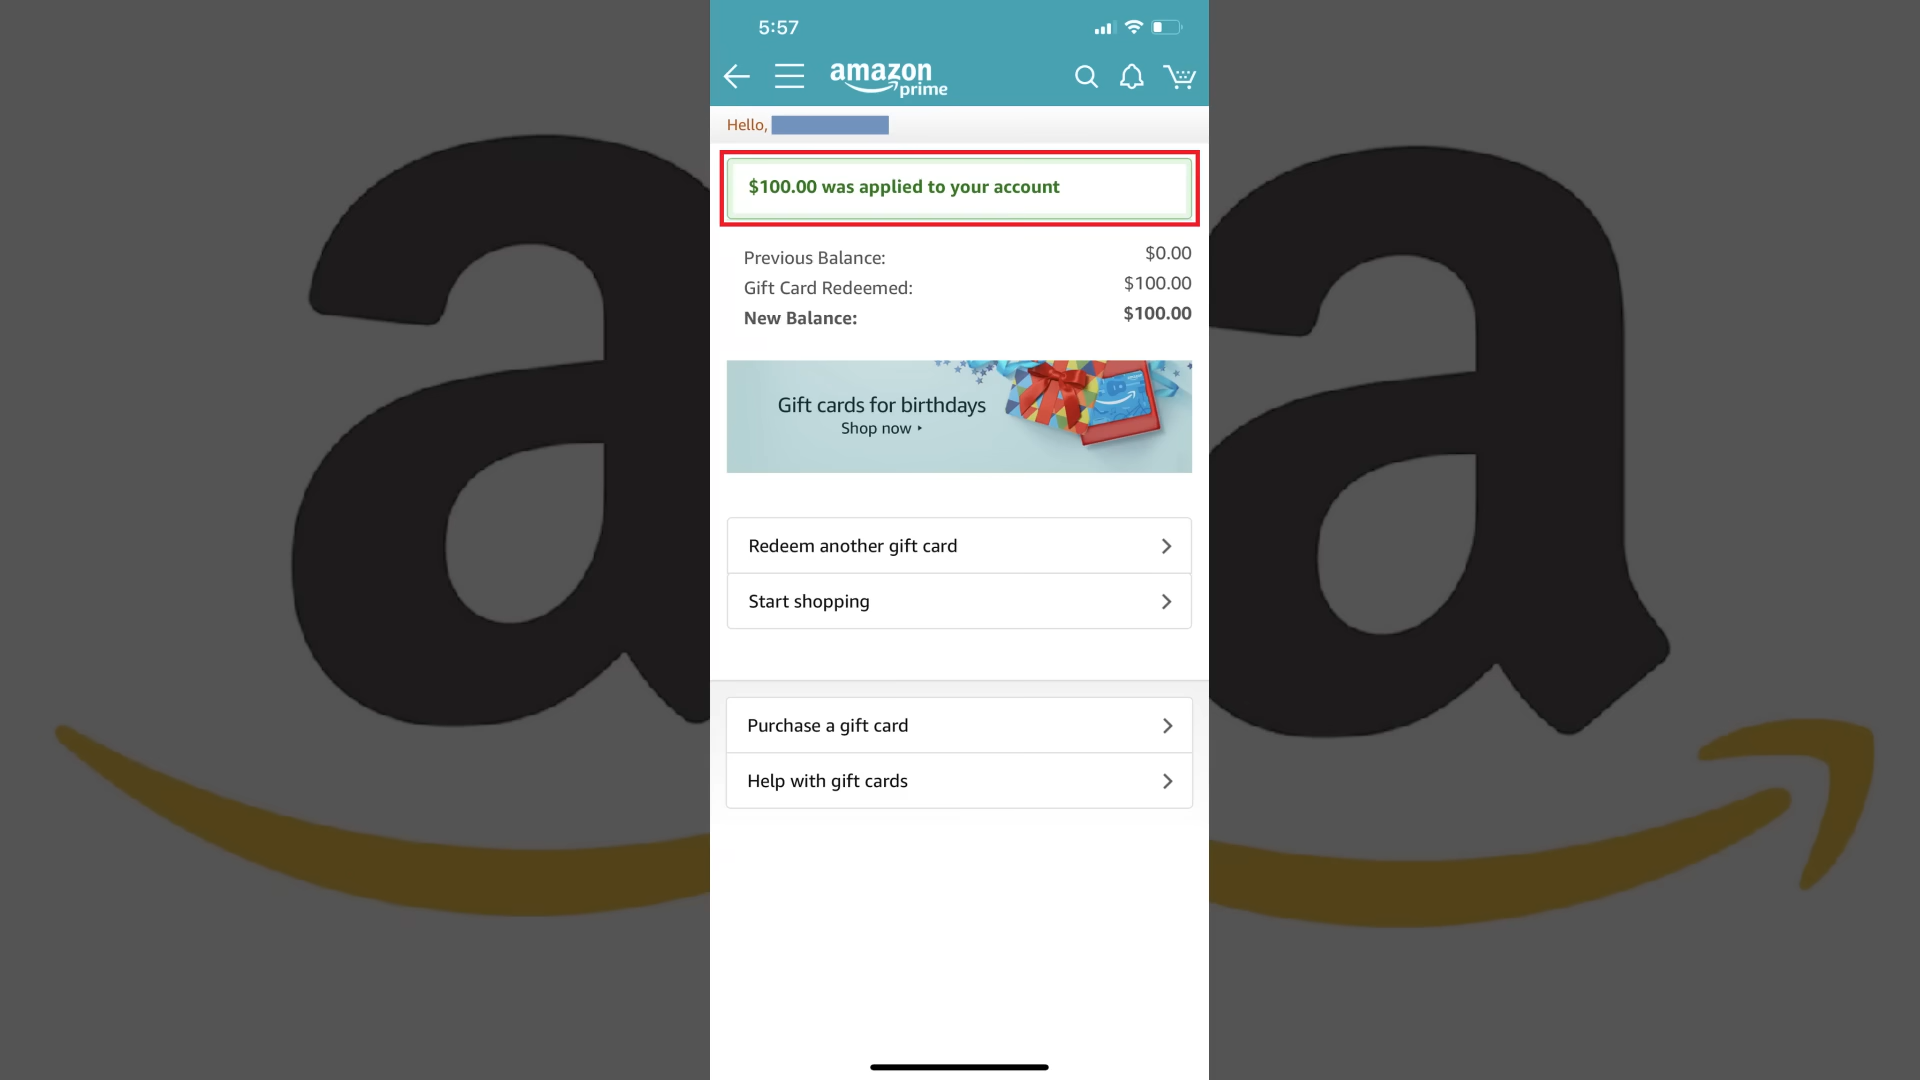 5:57
amazon
prime
Hello,
$100.00 was applied to your account
Previous Balance: $0.00
Gift Card Redeemed: $100.00
New Balance: $100.00
Gift cards for birthdays
Shop now ‣
Redeem another gift card
Start shopping
Purchase a gift card
Help with gift cards
a
a